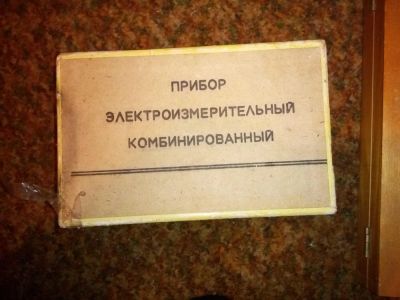 ПРИБОР
ЭЛЕКТРОИЗМЕРИТЕЛЬНЫЙ
КОМБИНИРОВАННЫЙ